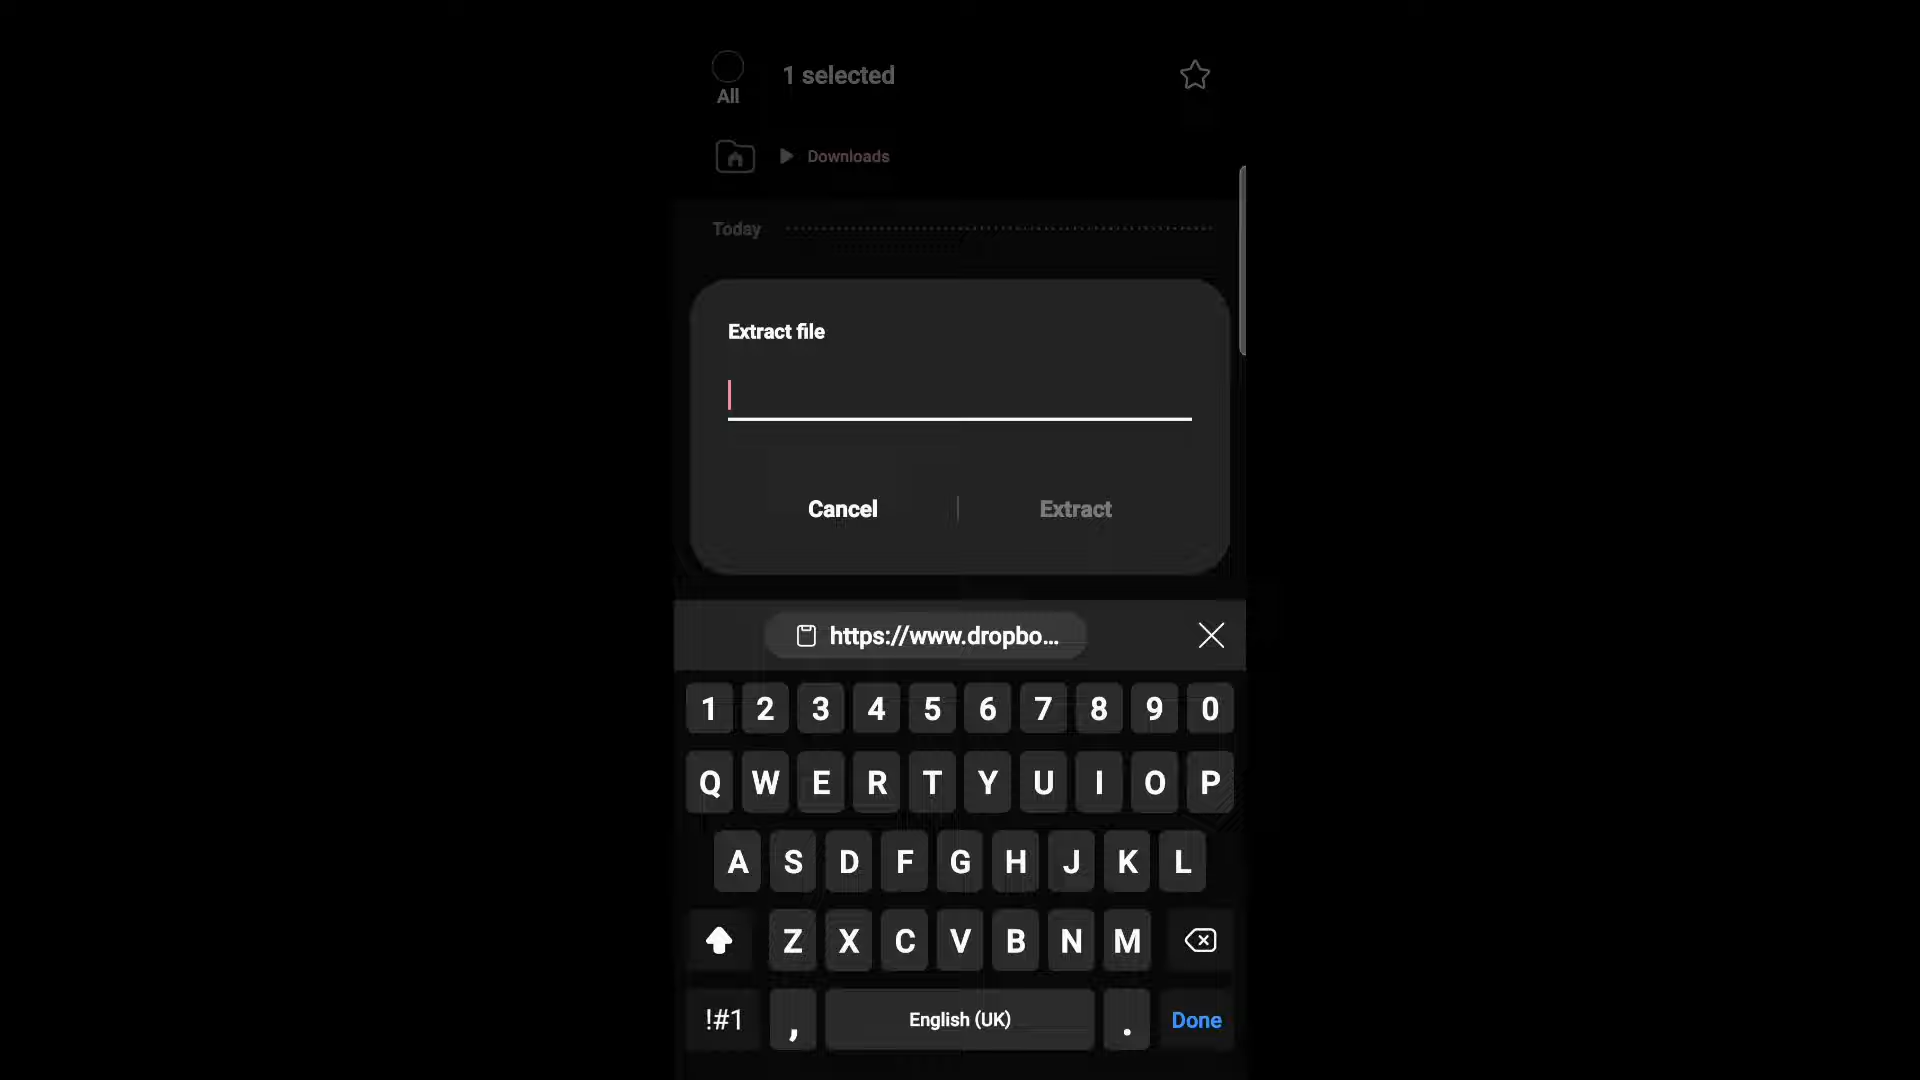 1 selected
All
Downloads
Today
Extract file
Cancel
Extract
https://www.dropbo...
1 2 3 4 5 6 7 8 9 0
Q W E R T Y U I O P
A S D F G H J K L
Z X C V B N M
!#1 , English (UK) . Done